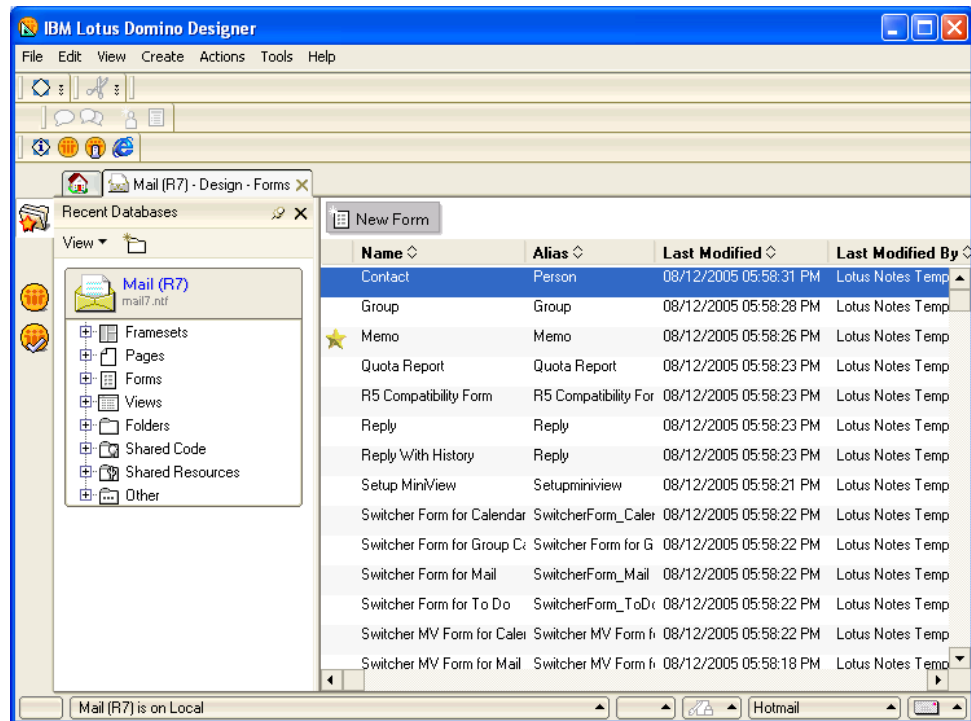 IBM Lotus Domino Designer
File Edit View Create Actions Tools Help
Mail (R7) - Design - Forms
Recent Databases
View
Mail (R7)
mail7.ntf
Framesets
Pages
Forms
Views
Folders
Shared Code
Shared Resources
Other
New Form
Name Alias Last Modified Last Modified By
Contact Person 08/12/2005 05:58:31 PM Lotus Notes Temp
Group Group 08/12/2005 05:58:28 PM Lotus Notes Temp
Memo Memo 08/12/2005 05:58:26 PM Lotus Notes Temp
Quota Report Quota Report 08/12/2005 05:58:23 PM Lotus Notes Temp
R5 Compatibility Form R5 Compatibility For 08/12/2005 05:58:23 PM Lotus Notes Temp
Reply Reply 08/12/2005 05:58:23 PM Lotus Notes Temp
Reply With History Reply 08/12/2005 05:58:23 PM Lotus Notes Temp
Setup MiniView Setupminiview 08/12/2005 05:58:21 PM Lotus Notes Temp
Switcher Form for Calendar SwitcherForm_Caler 08/12/2005 05:58:22 PM Lotus Notes Temp
Switcher Form for Group Ca Switcher Form for G 08/12/2005 05:58:22 PM Lotus Notes Temp
Switcher Form for Mail SwitcherForm_Mail 08/12/2005 05:58:22 PM Lotus Notes Temp
Switcher Form for To Do SwitcherForm_ToDo 08/12/2005 05:58:22 PM Lotus Notes Temp
Switcher MV Form for Caler Switcher MV Form f 08/12/2005 05:58:22 PM Lotus Notes Temp
Switcher MV Form for Mail Switcher MV Form f 08/12/2005 05:58:18 PM Lotus Notes Temp
Mail (R7) is on Local
Hotmail